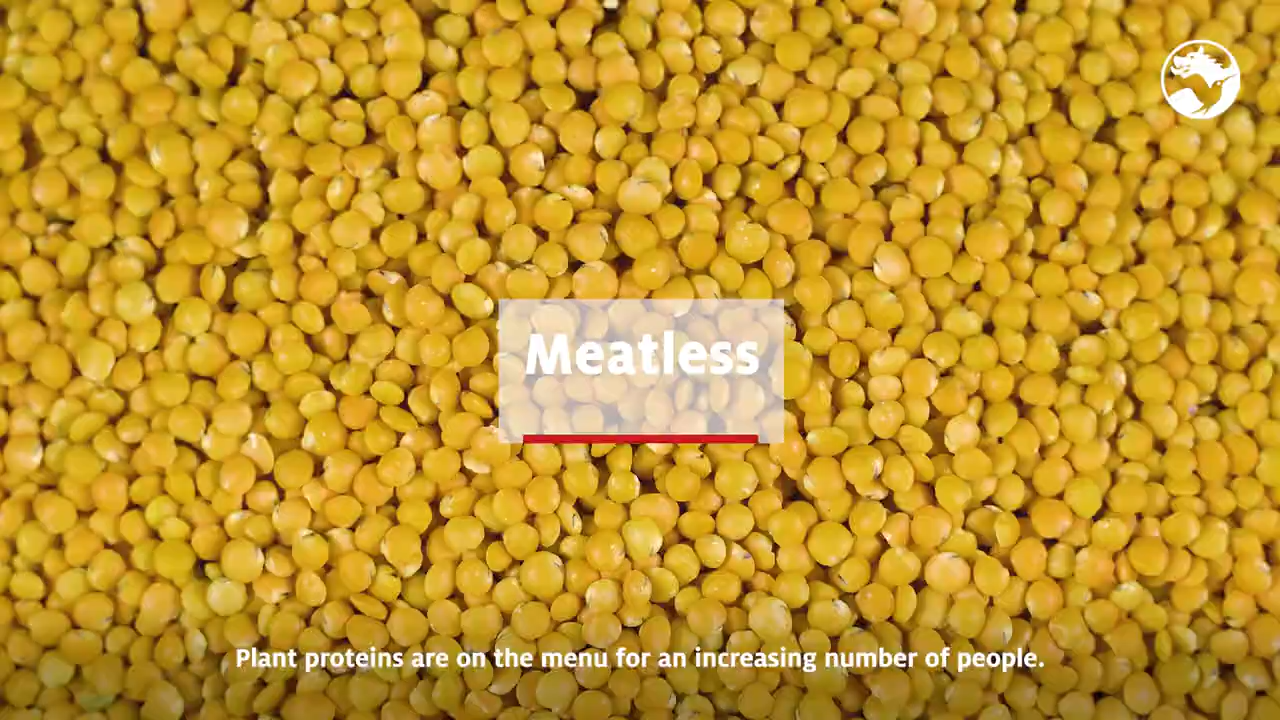 Meatless
Plant proteins are on the menu for an increasing number of people.